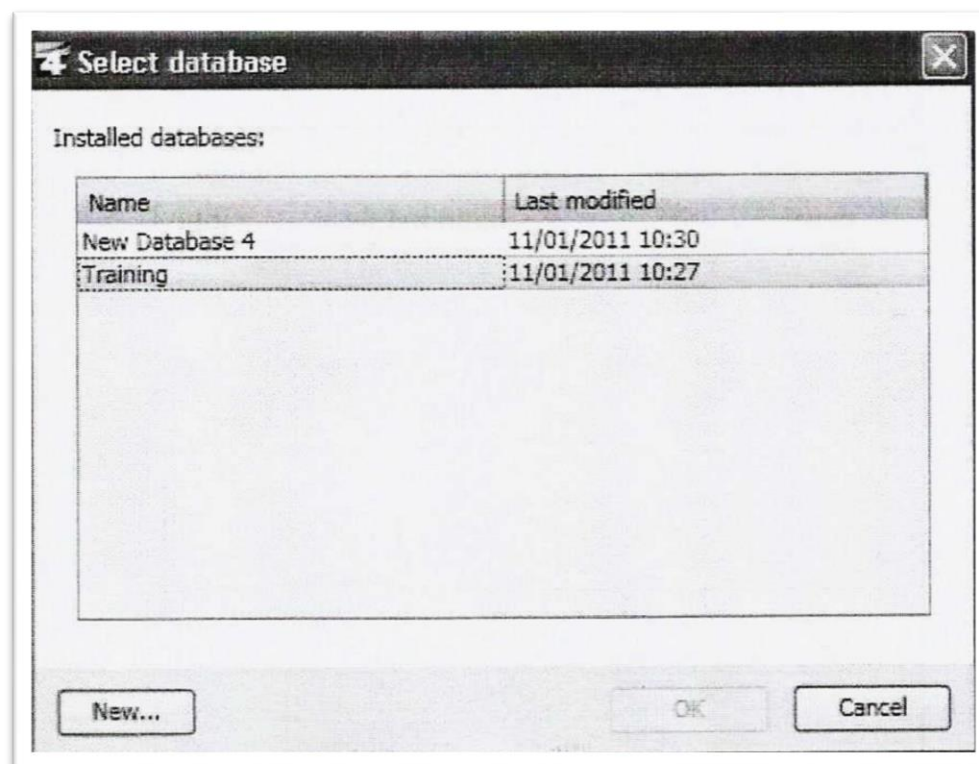 Select database
Installed databases:
Name Last modified
New Database 4 11/01/2011 10:30
Training 11/01/2011 10:27
New... OK Cancel